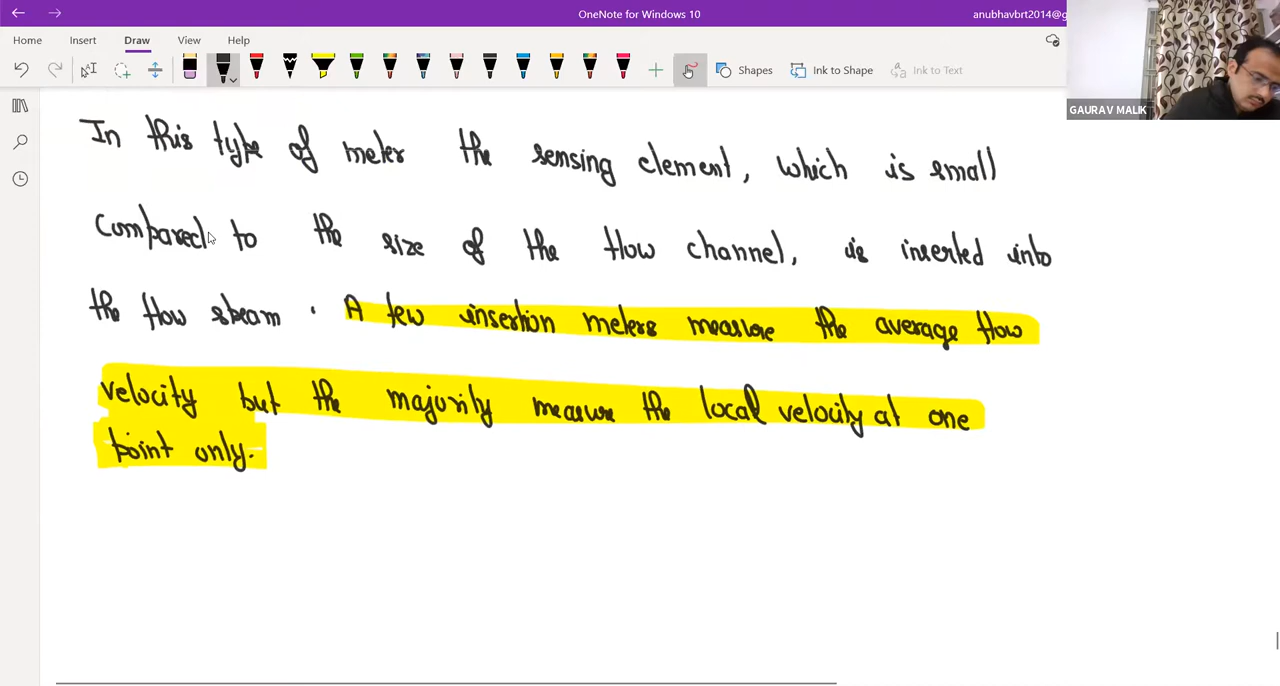 OneNote for Windows 10
anubhavbrt2014@g
Home Insert Draw View Help
Shapes Ink to Shape Ink to Text
GAURAV MALIK
In this type of meter the sensing element, which is small
compared to the size of the flow channel, is inserted into
the flow steam. A few insertion meters measure the average flow
velocity but the majority measure the local velocity at one
point only.